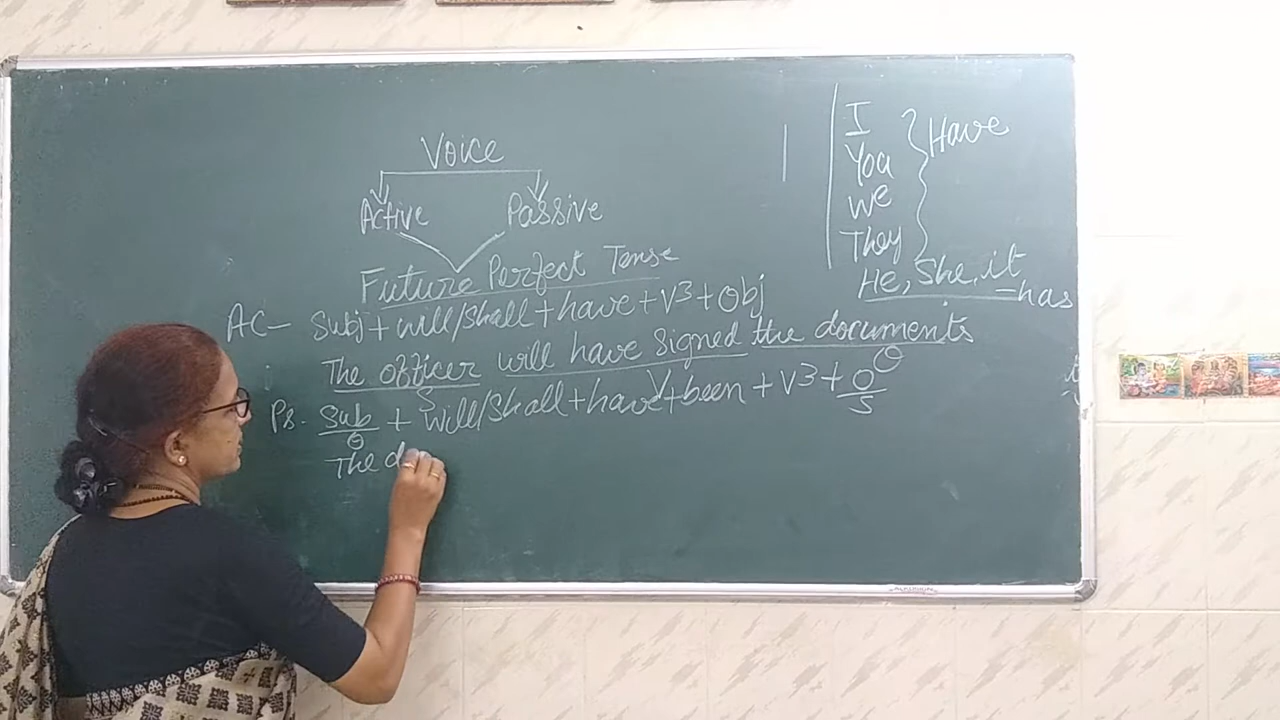 Voice
Active Passive
Future Perfect Tense
AC- Subj + will/shall + have + V3 + Obj
The officer will have signed the documents
S V O
Ps. Sub + will/shall + have + been + V3 + O
O S
The d
I
You
We
They
} Have
He, She, it
- has